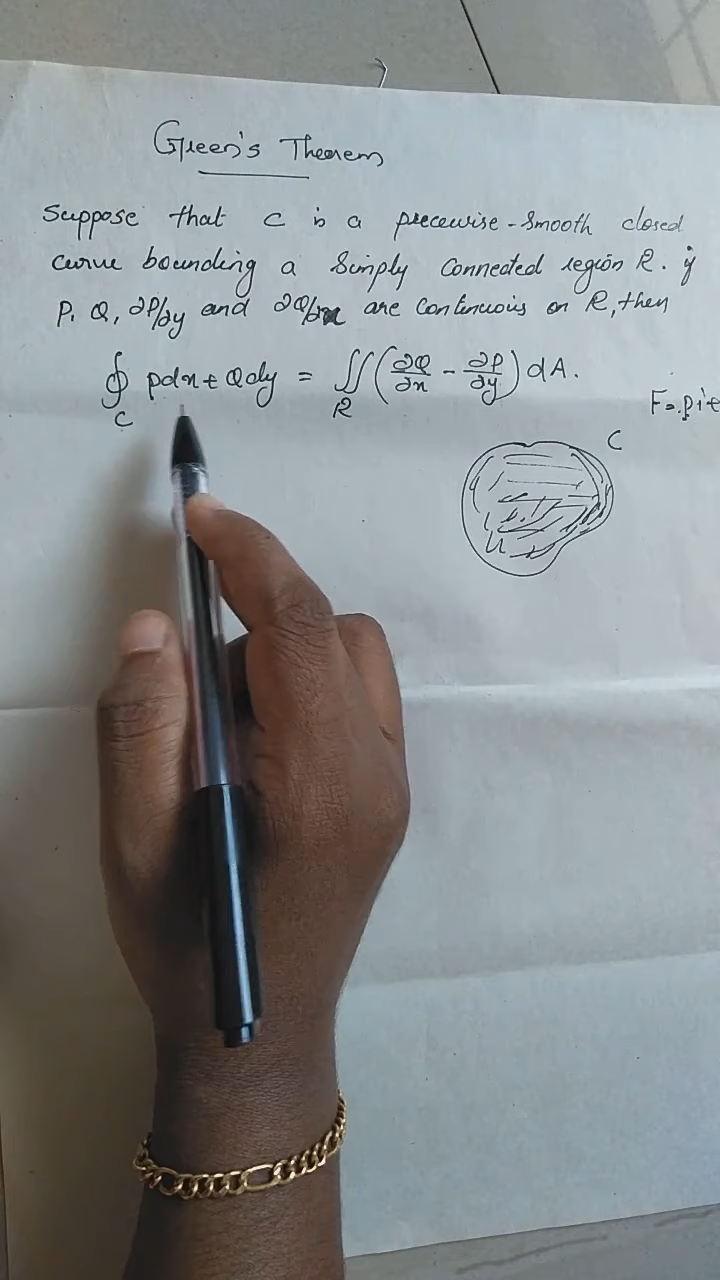 Green's Theorem
Suppose that C is a piecewise-smooth closed
curve bounding a simply connected region R. if
P, Q, ∂P/∂y and ∂Q/∂x are continuous on R, then
∮ Pdx + Qdy = ∬ (∂Q/∂x - ∂P/∂y) dA.
C R
F = Pi +
C